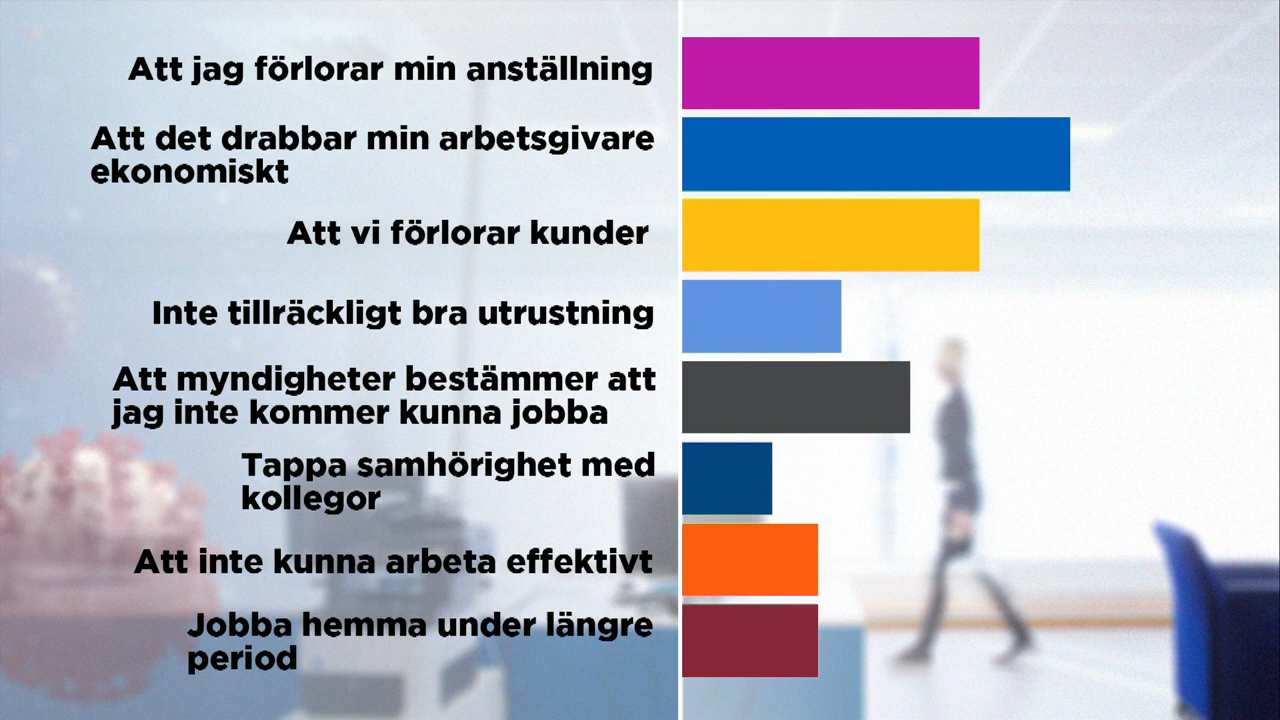 Att jag förlorar min anställning
Att det drabbar min arbetsgivare
ekonomiskt
Att vi förlorar kunder
Inte tillräckligt bra utrustning
Att myndigheter bestämmer att
jag inte kommer kunna jobba
Tappa samhörighet med
kollegor
Att inte kunna arbeta effektivt
Jobba hemma under längre
period